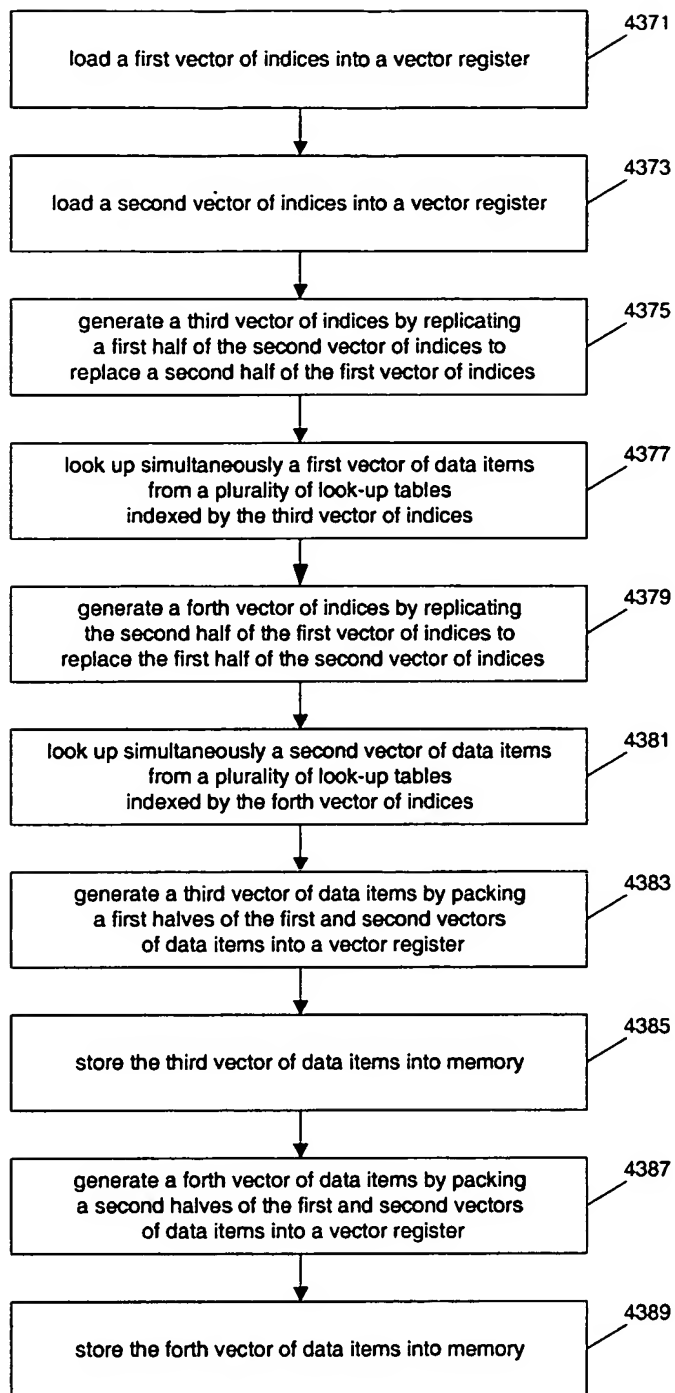 4371
load a first vector of indices into a vector register
4373
load a second vector of indices into a vector register
4375
generate a third vector of indices by replicating
a first half of the second vector of indices to
replace a second half of the first vector of indices
4377
look up simultaneously a first vector of data items
from a plurality of look-up tables
indexed by the third vector of indices
4379
generate a forth vector of indices by replicating
the second half of the first vector of indices to
replace the first half of the second vector of indices
4381
look up simultaneously a second vector of data items
from a plurality of look-up tables
indexed by the forth vector of indices
4383
generate a third vector of data items by packing
a first halves of the first and second vectors
of data items into a vector register
4385
store the third vector of data items into memory
4387
generate a forth vector of data items by packing
a second halves of the first and second vectors
of data items into a vector register
4389
store the forth vector of data items into memory